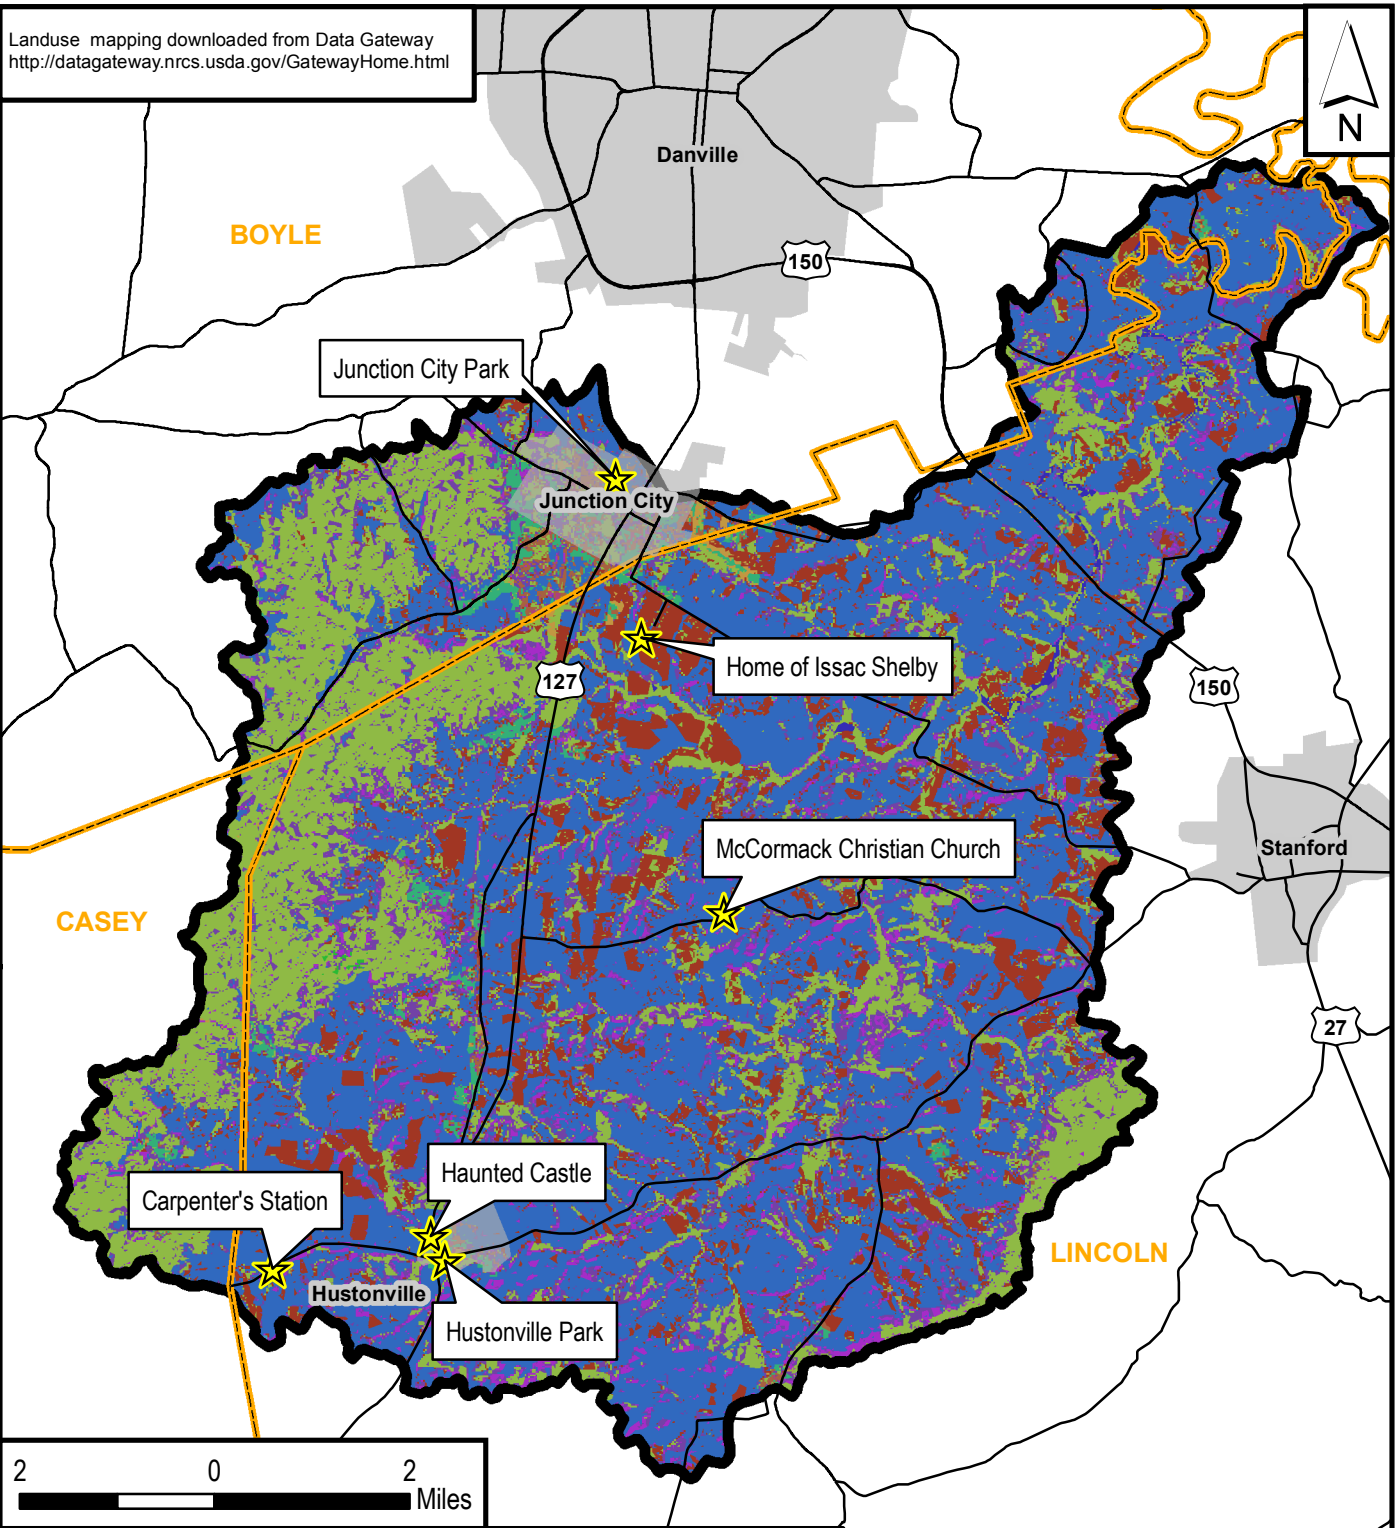 Landuse mapping downloaded from Data Gateway
http://datagateway.nrcs.usda.gov/GatewayHome.html
N
Danville
BOYLE
150
Junction City Park
Junction City
Home of Issac Shelby
127
150
McCormack Christian Church
Stanford
CASEY
27
Haunted Castle
Carpenter's Station
LINCOLN
Hustonville
Hustonville Park
2 0 2
Miles